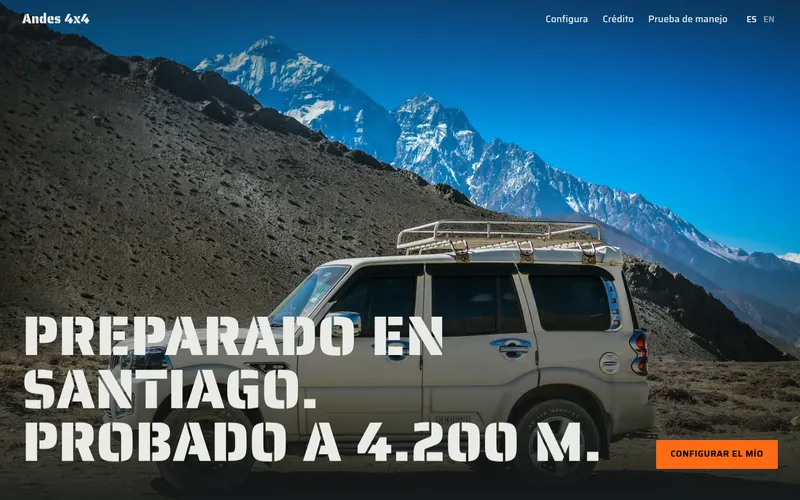 Andes 4x4
Configura Crédito Prueba de manejo ES EN
PREPARADO EN
SANTIAGO.
PROBADO A 4.200 M.
CONFIGURAR EL MÍO